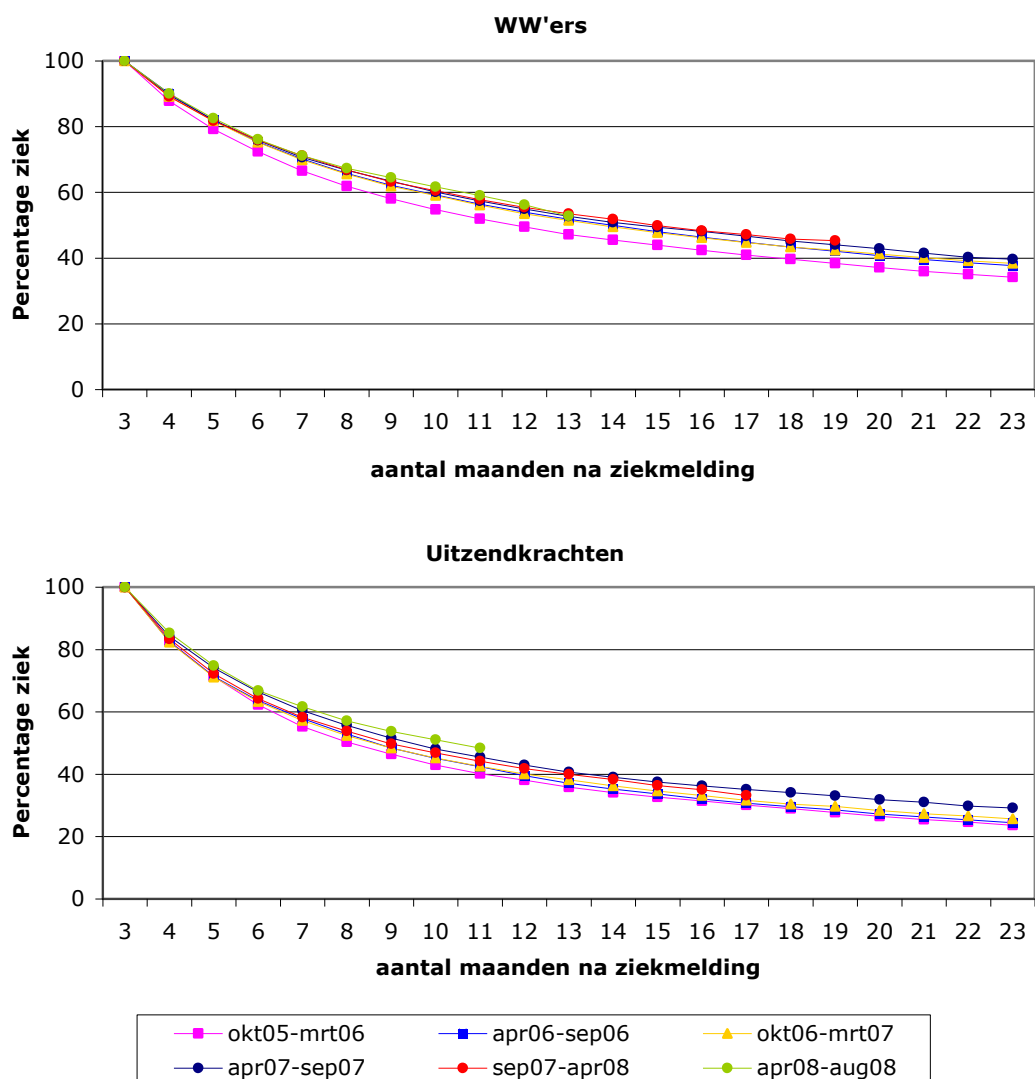 WW'ers
100
80
60
40
20
0
Percentage ziek
3 4 5 6 7 8 9 10 11 12 13 14 15 16 17 18 19 20 21 22 23
aantal maanden na ziekmelding
Uitzendkrachten
100
80
60
40
20
0
Percentage ziek
3 4 5 6 7 8 9 10 11 12 13 14 15 16 17 18 19 20 21 22 23
aantal maanden na ziekmelding
okt05-mrt06 apr06-sep06 okt06-mrt07
apr07-sep07 sep07-apr08 apr08-aug08